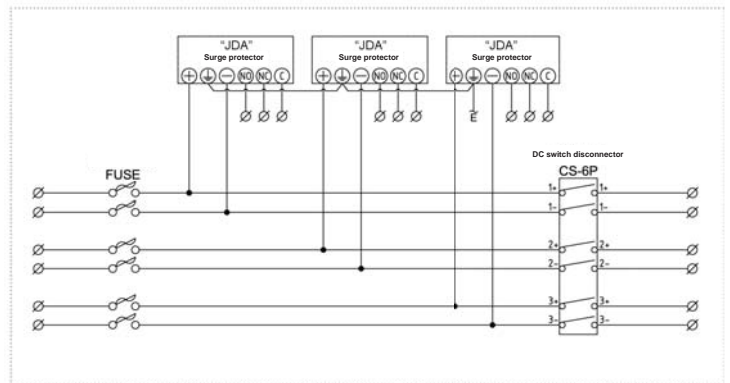 "JDA" "JDA" "JDA"
Surge protector Surge protector Surge protector
+ − NO NC C + − NO NC C + − NO NC C
E
DC switch disconnector
FUSE CS-6P
1+ 1+
1- 1-
2+ 2+
2- 2-
3+ 3+
3- 3-